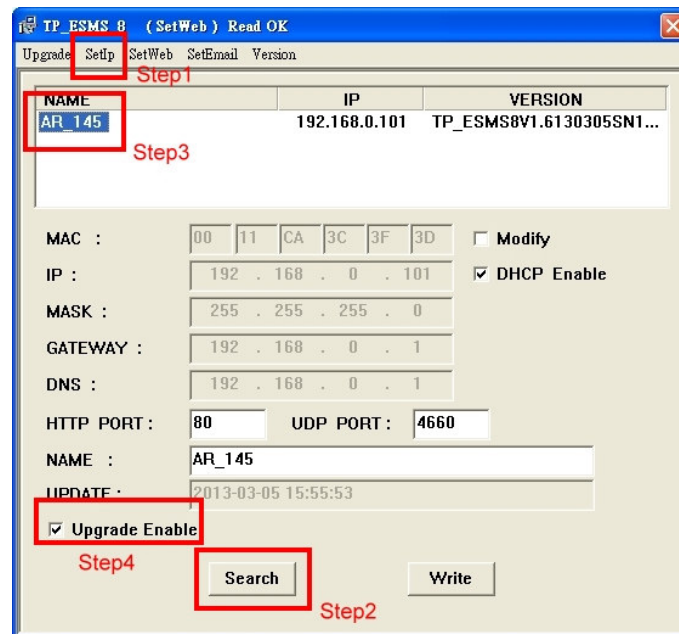 TP_ESMS_8 ( SetWeb ) Read OK
Upgrade SetIp SetWeb SetEmail Version
Step1
NAME IP VERSION
AR_145 192.168.0.101 TP_ESMS8V1.6130305SN1...
Step3
MAC : 00 11 CA 3C 3F 3D Modify
IP : 192 . 168 . 0 . 101 DHCP Enable
MASK : 255 . 255 . 255 . 0
GATEWAY : 192 . 168 . 0 . 1
DNS : 192 . 168 . 0 . 1
HTTP PORT : 80 UDP PORT : 4660
NAME : AR_145
UPDATE : 2013-03-05 15:55:53
Upgrade Enable
Step4
Search Write
Step2